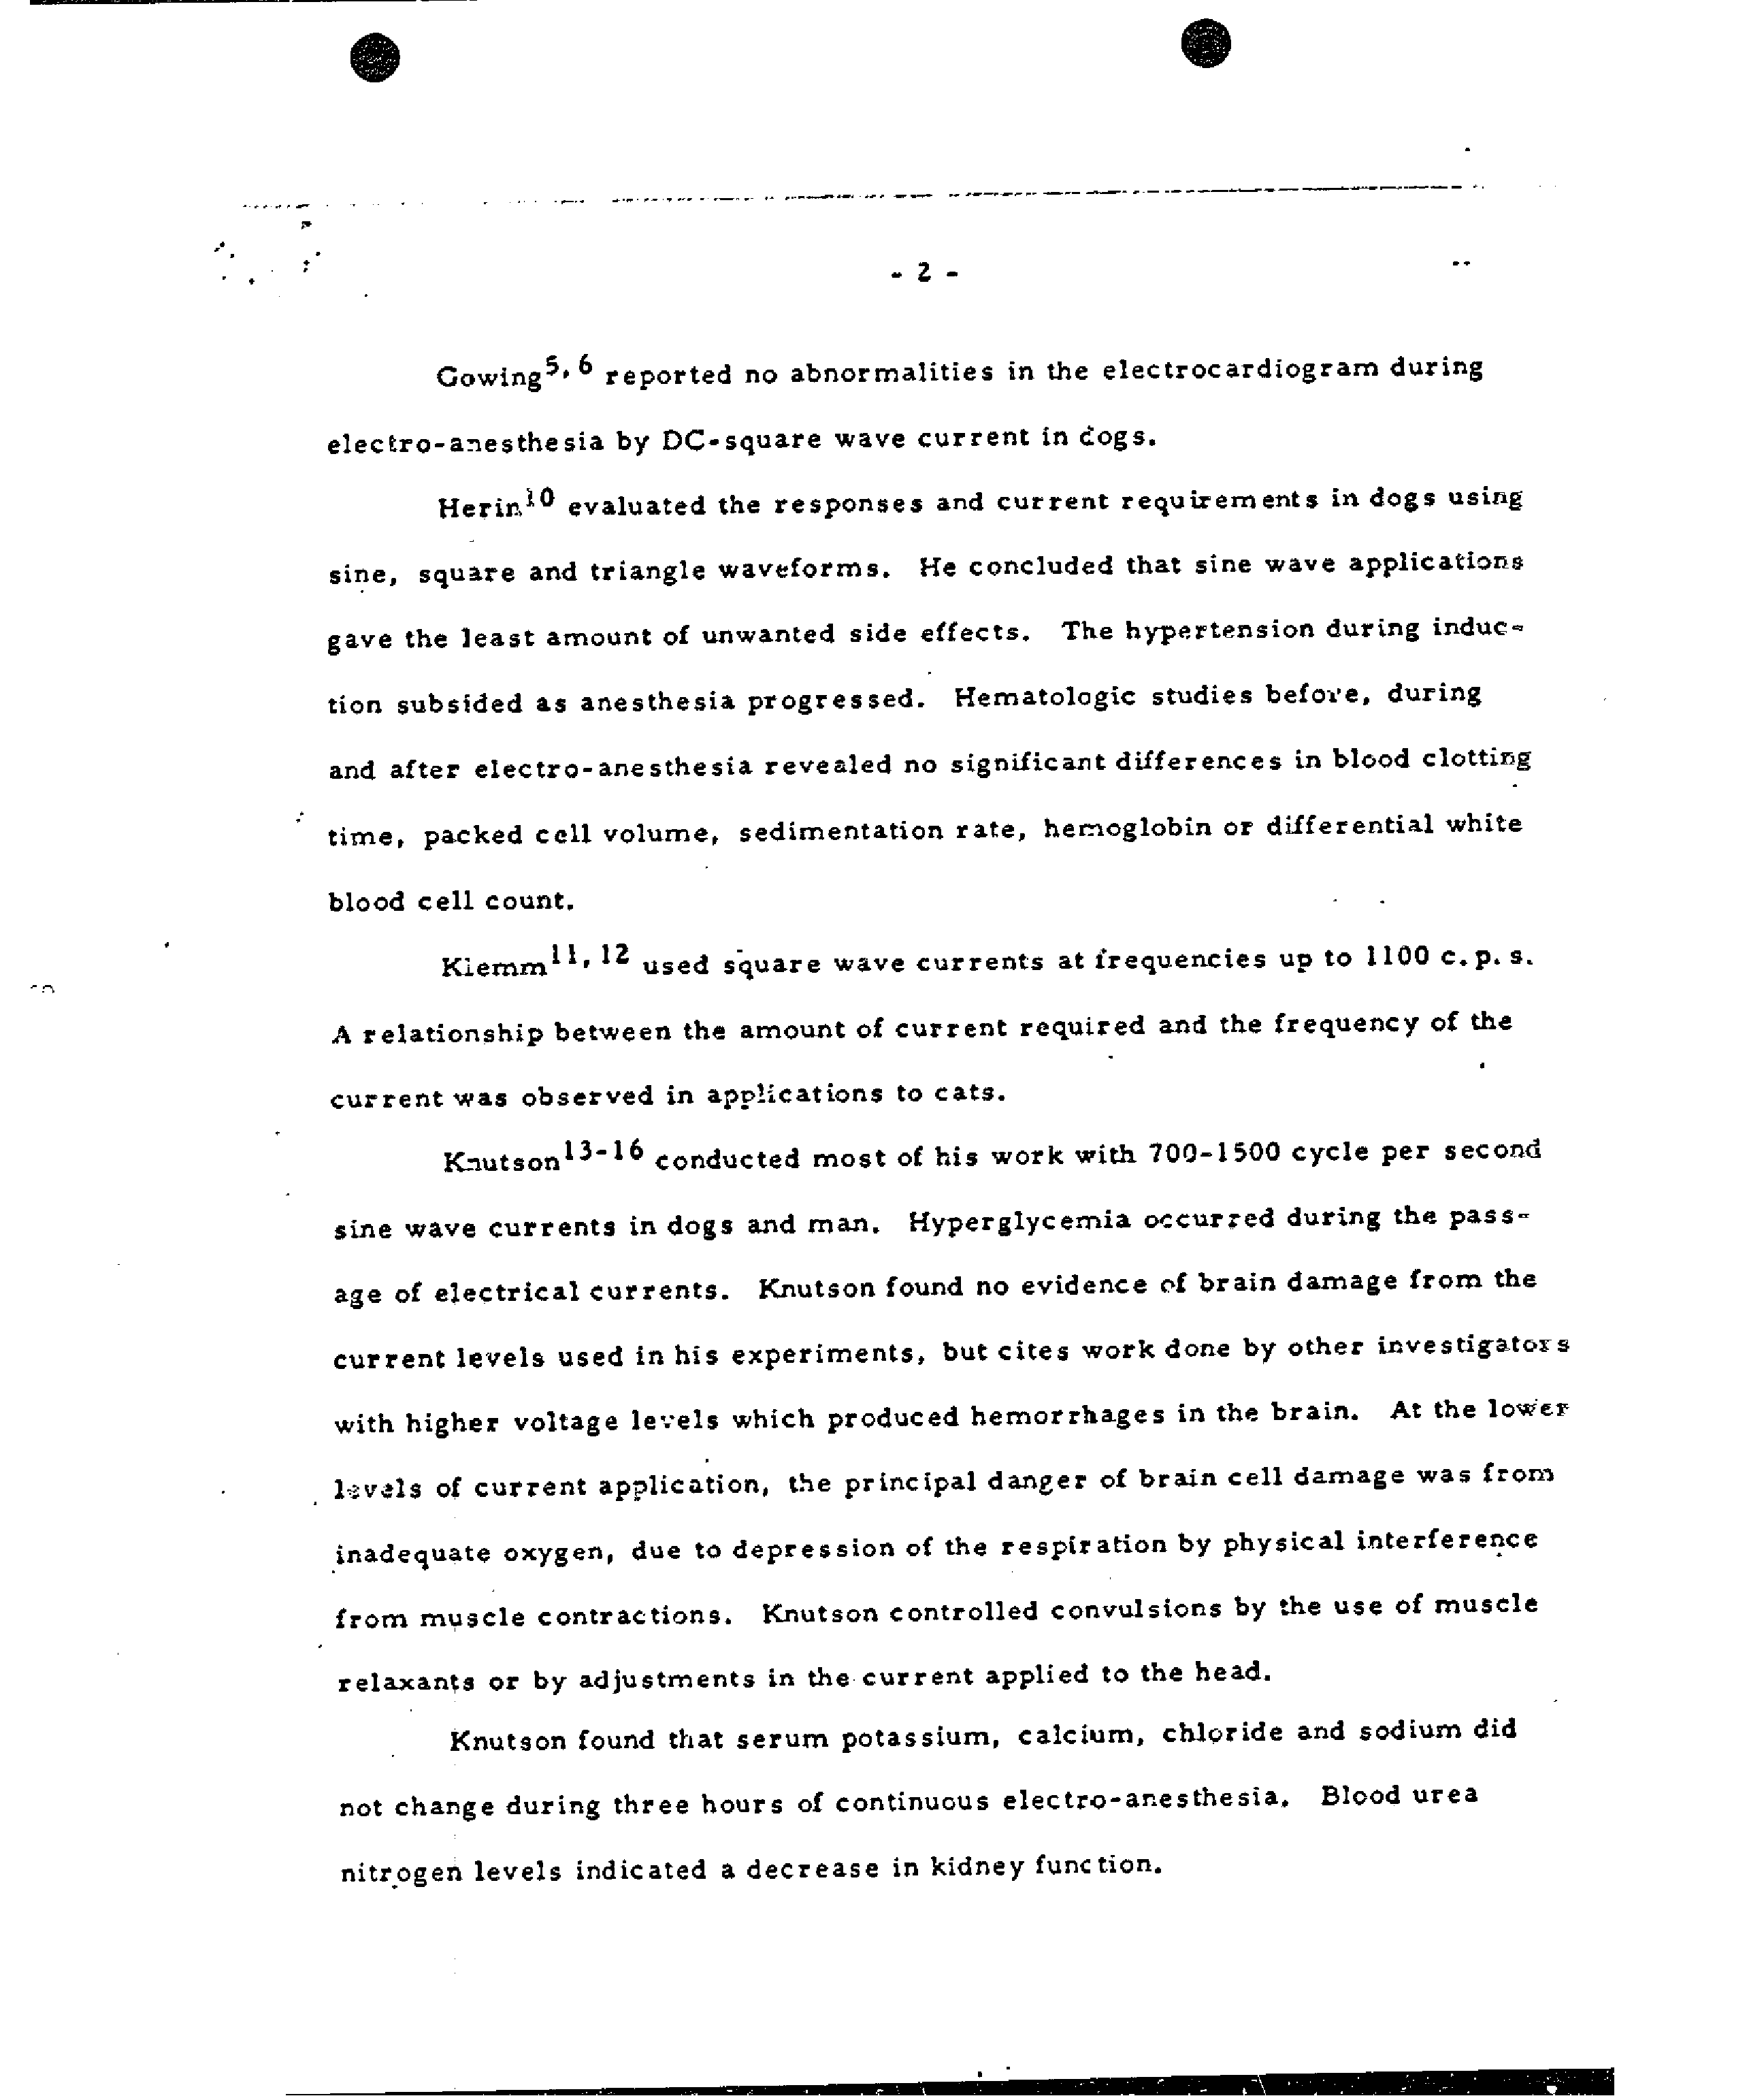 - 2 -
Gowing5, 6 reported no abnormalities in the electrocardiogram during
electro-anesthesia by DC-square wave current in dogs.
Herin10 evaluated the responses and current requirements in dogs using
sine, square and triangle waveforms. He concluded that sine wave applications
gave the least amount of unwanted side effects. The hypertension during induc-
tion subsided as anesthesia progressed. Hematologic studies before, during
and after electro-anesthesia revealed no significant differences in blood clotting
time, packed cell volume, sedimentation rate, hemoglobin or differential white
blood cell count.
Klemm11, 12 used square wave currents at frequencies up to 1100 c.p.s.
A relationship between the amount of current required and the frequency of the
current was observed in applications to cats.
Knutson13-16 conducted most of his work with 700-1500 cycle per second
sine wave currents in dogs and man. Hyperglycemia occurred during the pass-
age of electrical currents. Knutson found no evidence of brain damage from the
current levels used in his experiments, but cites work done by other investigators
with higher voltage levels which produced hemorrhages in the brain. At the lower
levels of current application, the principal danger of brain cell damage was from
inadequate oxygen, due to depression of the respiration by physical interference
from muscle contractions. Knutson controlled convulsions by the use of muscle
relaxants or by adjustments in the current applied to the head.
Knutson found that serum potassium, calcium, chloride and sodium did
not change during three hours of continuous electro-anesthesia. Blood urea
nitrogen levels indicated a decrease in kidney function.